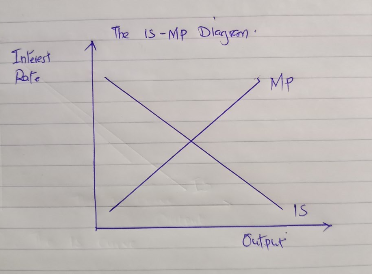 The IS-MP Diagram.
Interest
Rate
MP
IS
Output